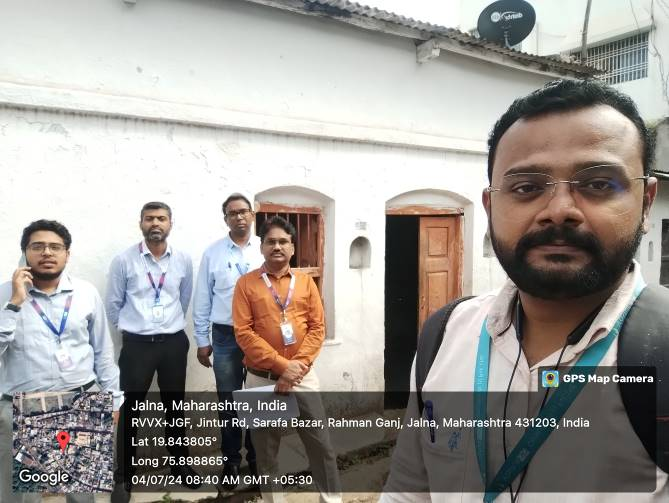 GPS Map Camera
Jalna, Maharashtra, India
RVVX+JGF, Jintur Rd, Sarafa Bazar, Rahman Ganj, Jalna, Maharashtra 431203, India
Lat 19.843805°
Long 75.898865°
04/07/24 08:40 AM GMT +05:30
Google